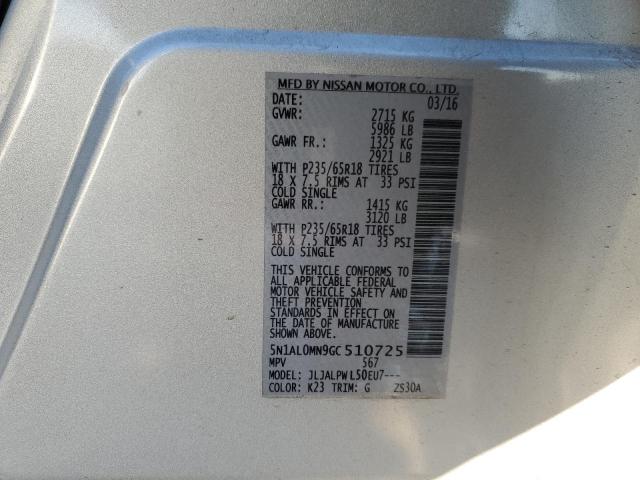 MFD BY NISSAN MOTOR CO., LTD.
DATE: 03/16
GVWR: 2715 KG
5986 LB
GAWR FR.: 1325 KG
2921 LB
WITH P235/65R18 TIRES
18 X 7.5 RIMS AT 33 PSI
COLD SINGLE
GAWR RR.: 1415 KG
3120 LB
WITH P235/65R18 TIRES
18 X 7.5 RIMS AT 33 PSI
COLD SINGLE
THIS VEHICLE CONFORMS TO
ALL APPLICABLE FEDERAL
MOTOR VEHICLE SAFETY AND
THEFT PREVENTION
STANDARDS IN EFFECT ON
THE DATE OF MANUFACTURE
SHOWN ABOVE.
5N1AL0MN9GC510725
MPV 567
MODEL: JLJALPWL50EU7---
COLOR: K23 TRIM: G ZS30A